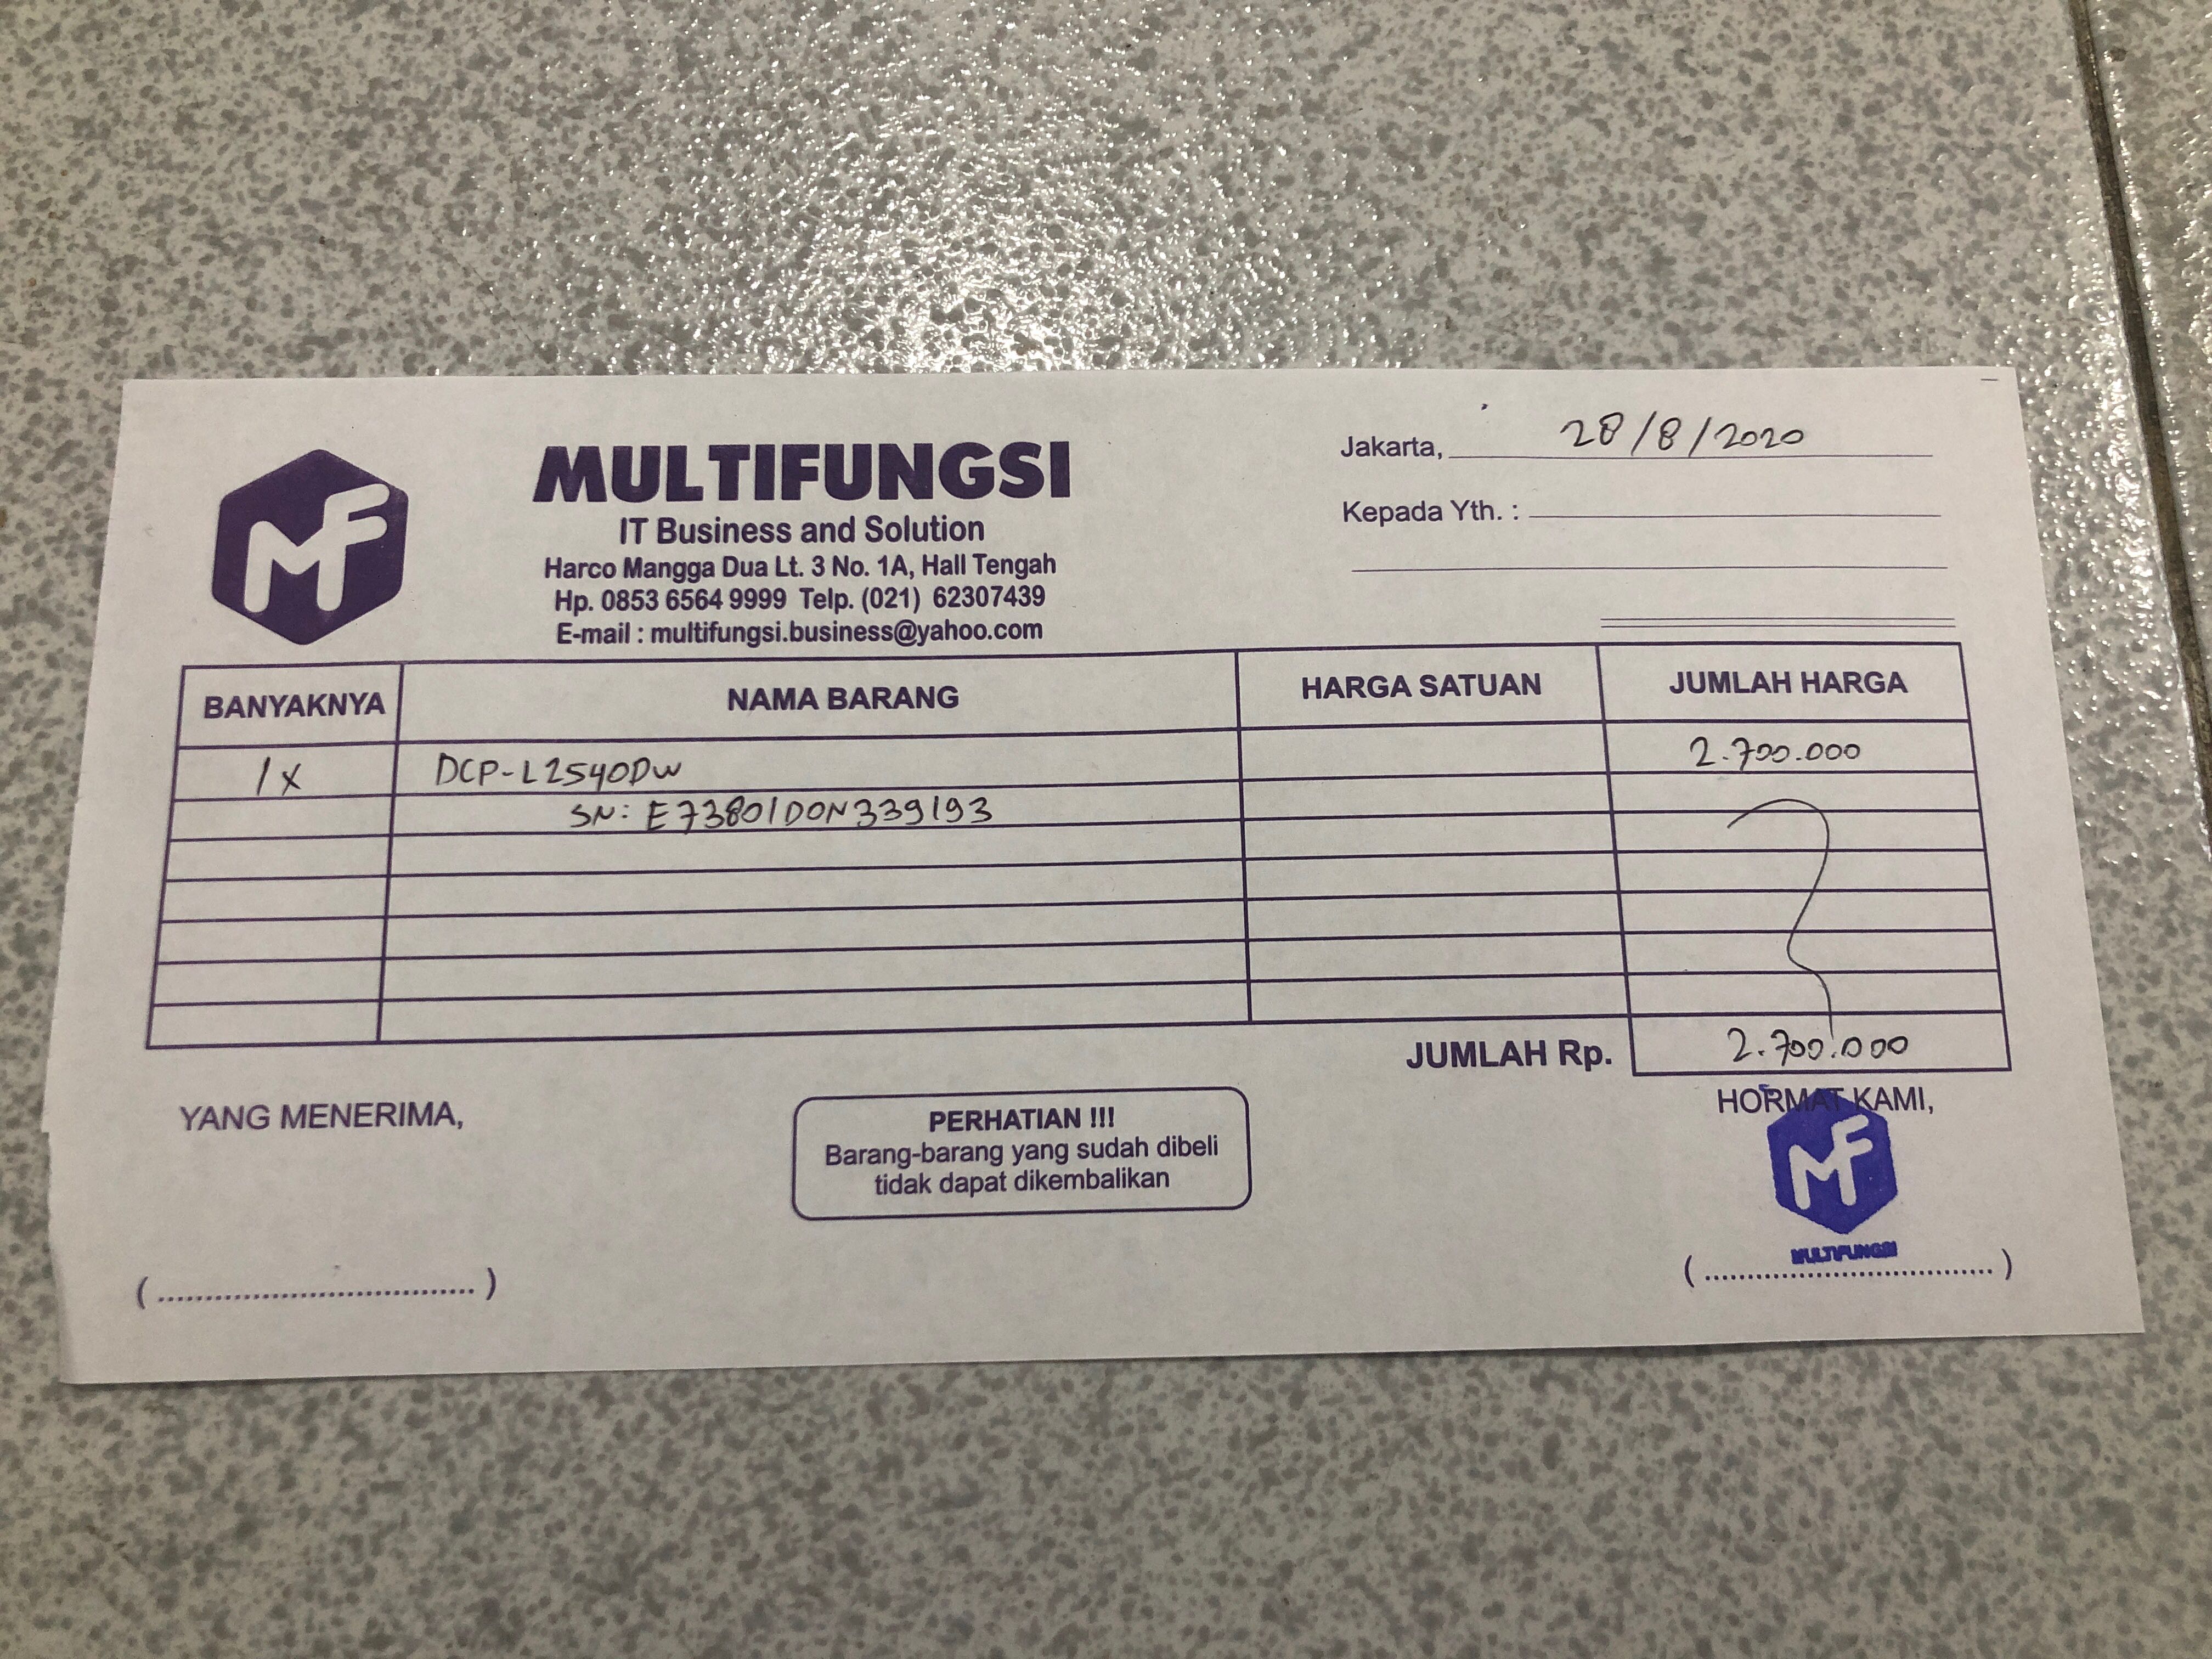 MF
MULTIFUNGSI
IT Business and Solution
Harco Mangga Dua Lt. 3 No. 1A, Hall Tengah
Hp. 0853 6564 9999 Telp. (021) 62307439
E-mail : multifungsi.business@yahoo.com
Jakarta, 28/8/2020
Kepada Yth. :
BANYAKNYA NAMA BARANG HARGA SATUAN JUMLAH HARGA
1X DCP-L2540DW 2.700.000
SN: E73801D0N339193
JUMLAH Rp. 2.700.000
YANG MENERIMA,
PERHATIAN !!!
Barang-barang yang sudah dibeli
tidak dapat dikembalikan
HORMAT KAMI,
MF
MULTIFUNGSI
(..................................)
(..................................)